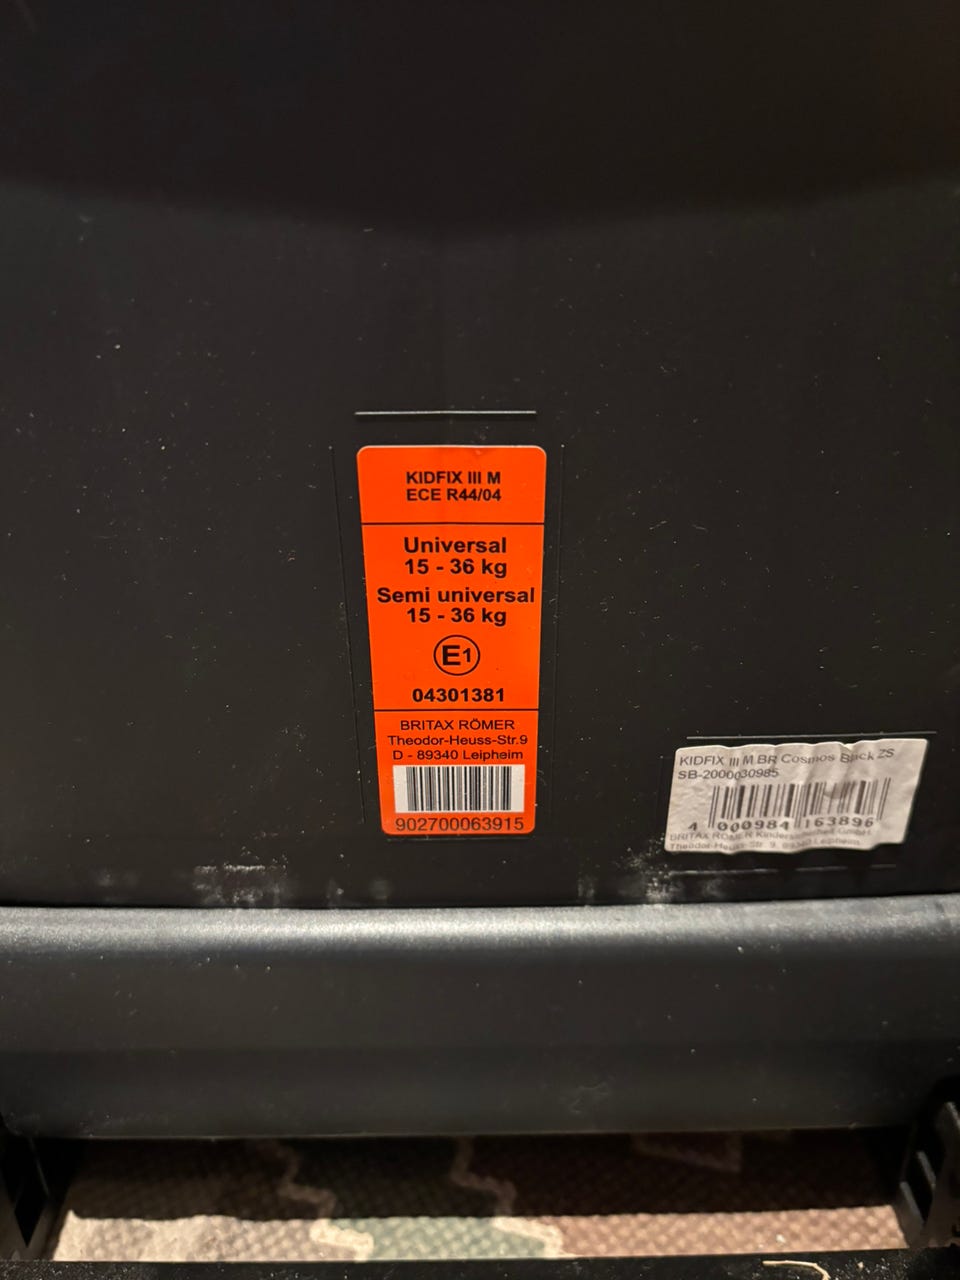 KIDFIX III M
ECE R44/04
Universal
15 - 36 kg
Semi universal
15 - 36 kg
E1
04301381
BRITAX RÖMER
Theodor-Heuss-Str.9
D - 89340 Leipheim
902700063915
KIDFIX III M BR Cosmos Black ZS
SB-2000030985
4 000984 163896
BRITAX RÖMER Kindersicherheit GmbH
Theodor-Heuss-Str. 9, 89340 Leipheim